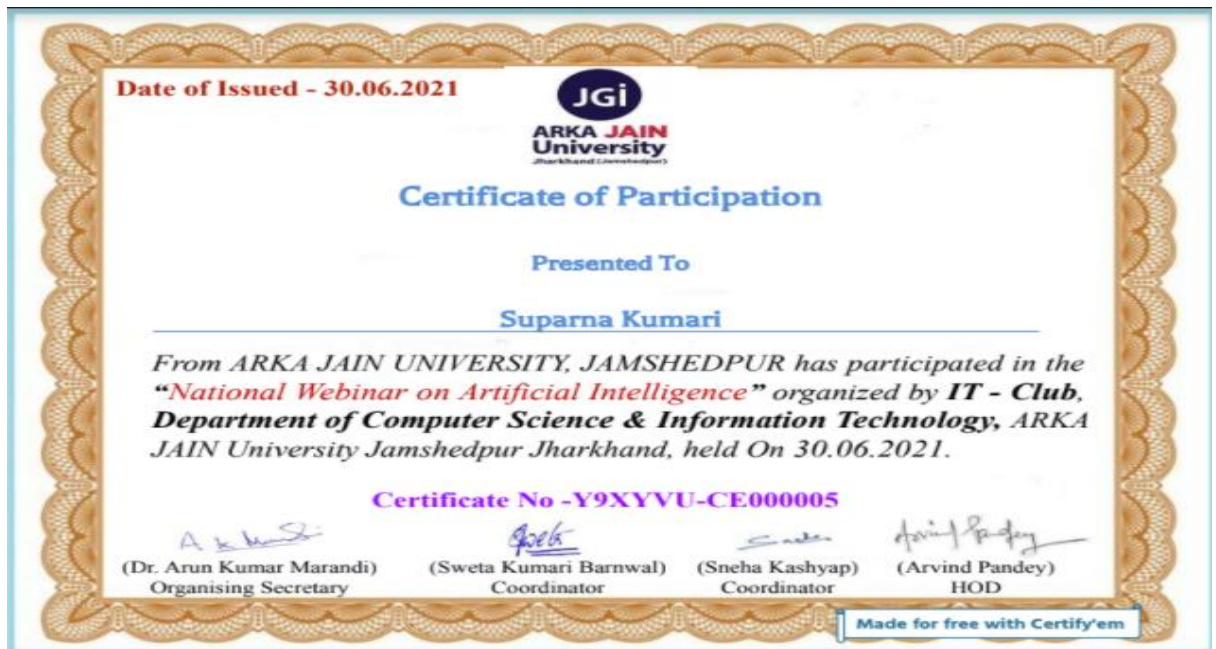 Date of Issued - 30.06.2021
JGi
ARKA JAIN
University
Jharkhand (Jamshedpur)
Certificate of Participation
Presented To
Suparna Kumari
From ARKA JAIN UNIVERSITY, JAMSHEDPUR has participated in the
“National Webinar on Artificial Intelligence” organized by IT - Club,
Department of Computer Science & Information Technology, ARKA
JAIN University Jamshedpur Jharkhand, held On 30.06.2021.
Certificate No -Y9XYVU-CE000005
Arvind Pandey
(Dr. Arun Kumar Marandi) (Sweta Kumari Barnwal) (Sneha Kashyap) (Arvind Pandey)
Organising Secretary Coordinator Coordinator HOD
Made for free with Certify'em